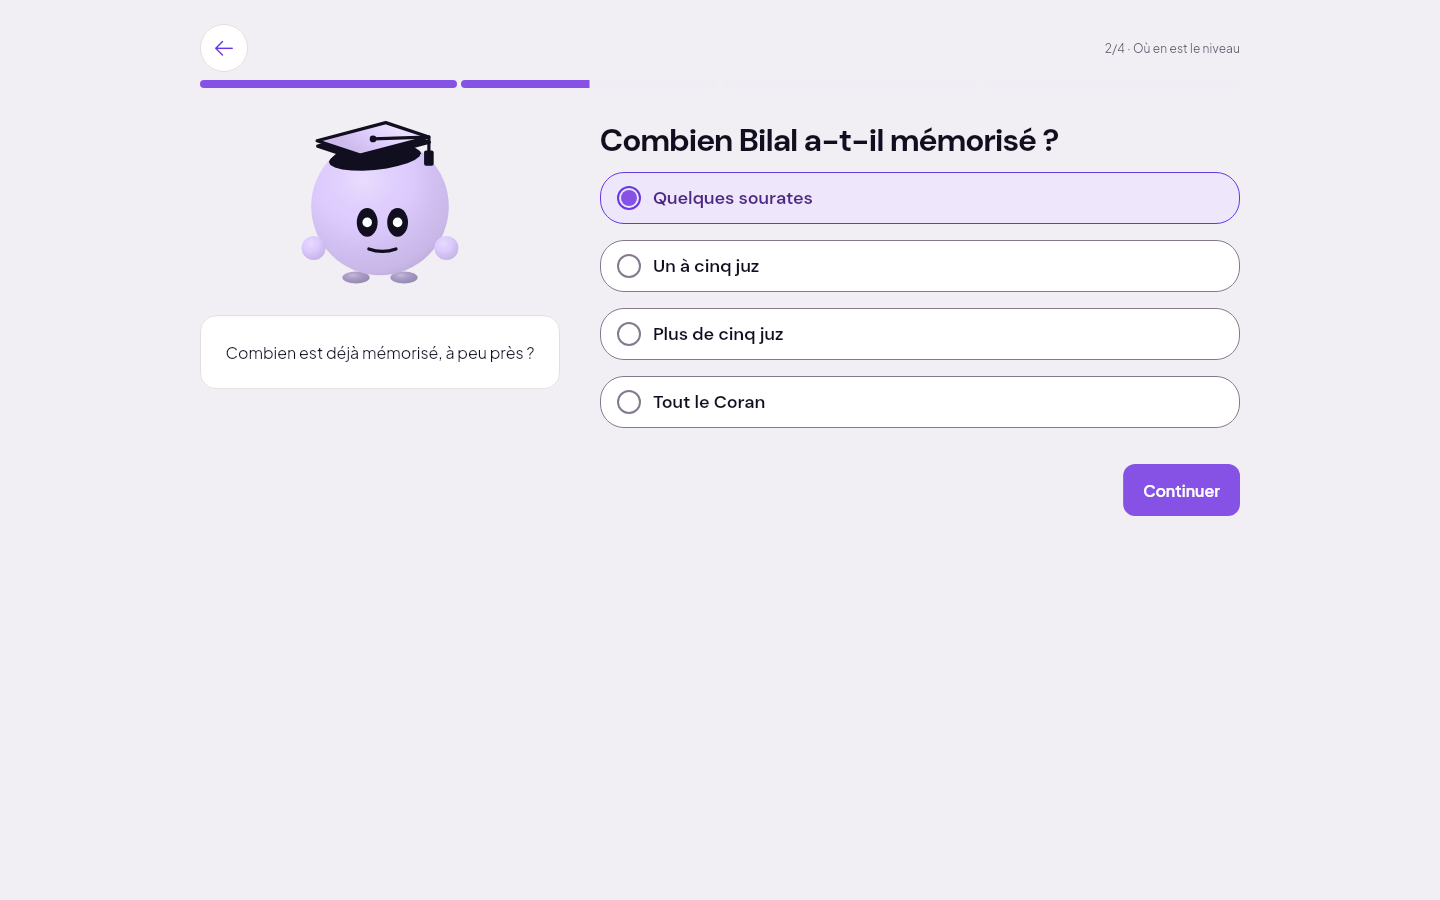 2/4 · Où en est le niveau
Combien Bilal a-t-il mémorisé ?
Quelques sourates
Un à cinq juz
Plus de cinq juz
Tout le Coran
Combien est déjà mémorisé, à peu près ?
Continuer